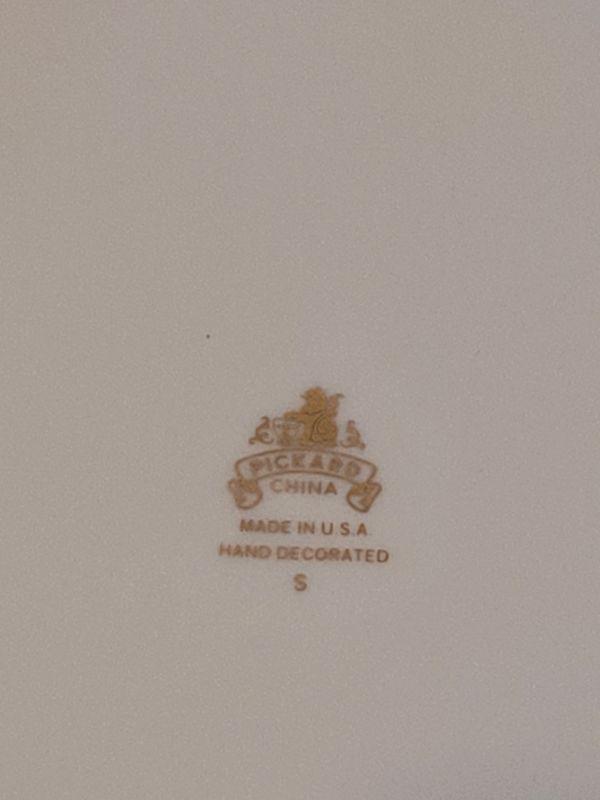 PICKARD
CHINA
MADE IN U.S.A.
HAND DECORATED
S